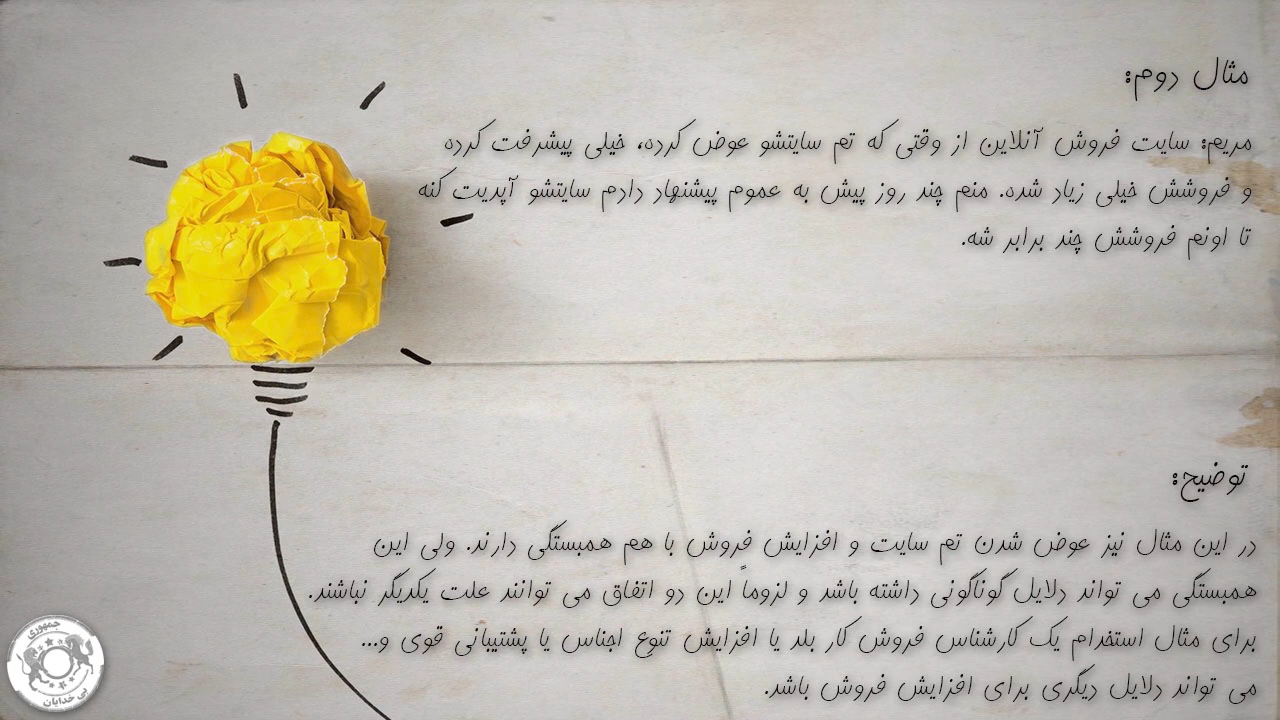 مثال دوم:
مریم: سایت فروش آنلاین از وقتی که تم سایتشو عوض کرده، خیلی پیشرفت کرده
و فروشش خیلی زیاد شده. منم چند روز پیش به عموم پیشنهاد دادم سایتشو آپدیت کنه
تا اونم فروشش چند برابر شه.
توضیح:
در این مثال نیز عوض شدن تم سایت و افزایش فروش با هم همبستگی دارند. ولی این
همبستگی می تواند دلایل گوناگونی داشته باشد و لزوماً این دو اتفاق می توانند علت یکدیگر نباشند.
برای مثال استخدام یک کارشناس فروش کار بلد یا افزایش تنوع اجناس یا پشتیبانی قوی و...
می تواند دلایل دیگری برای افزایش فروش باشد.
جمهوری
بی خدایان